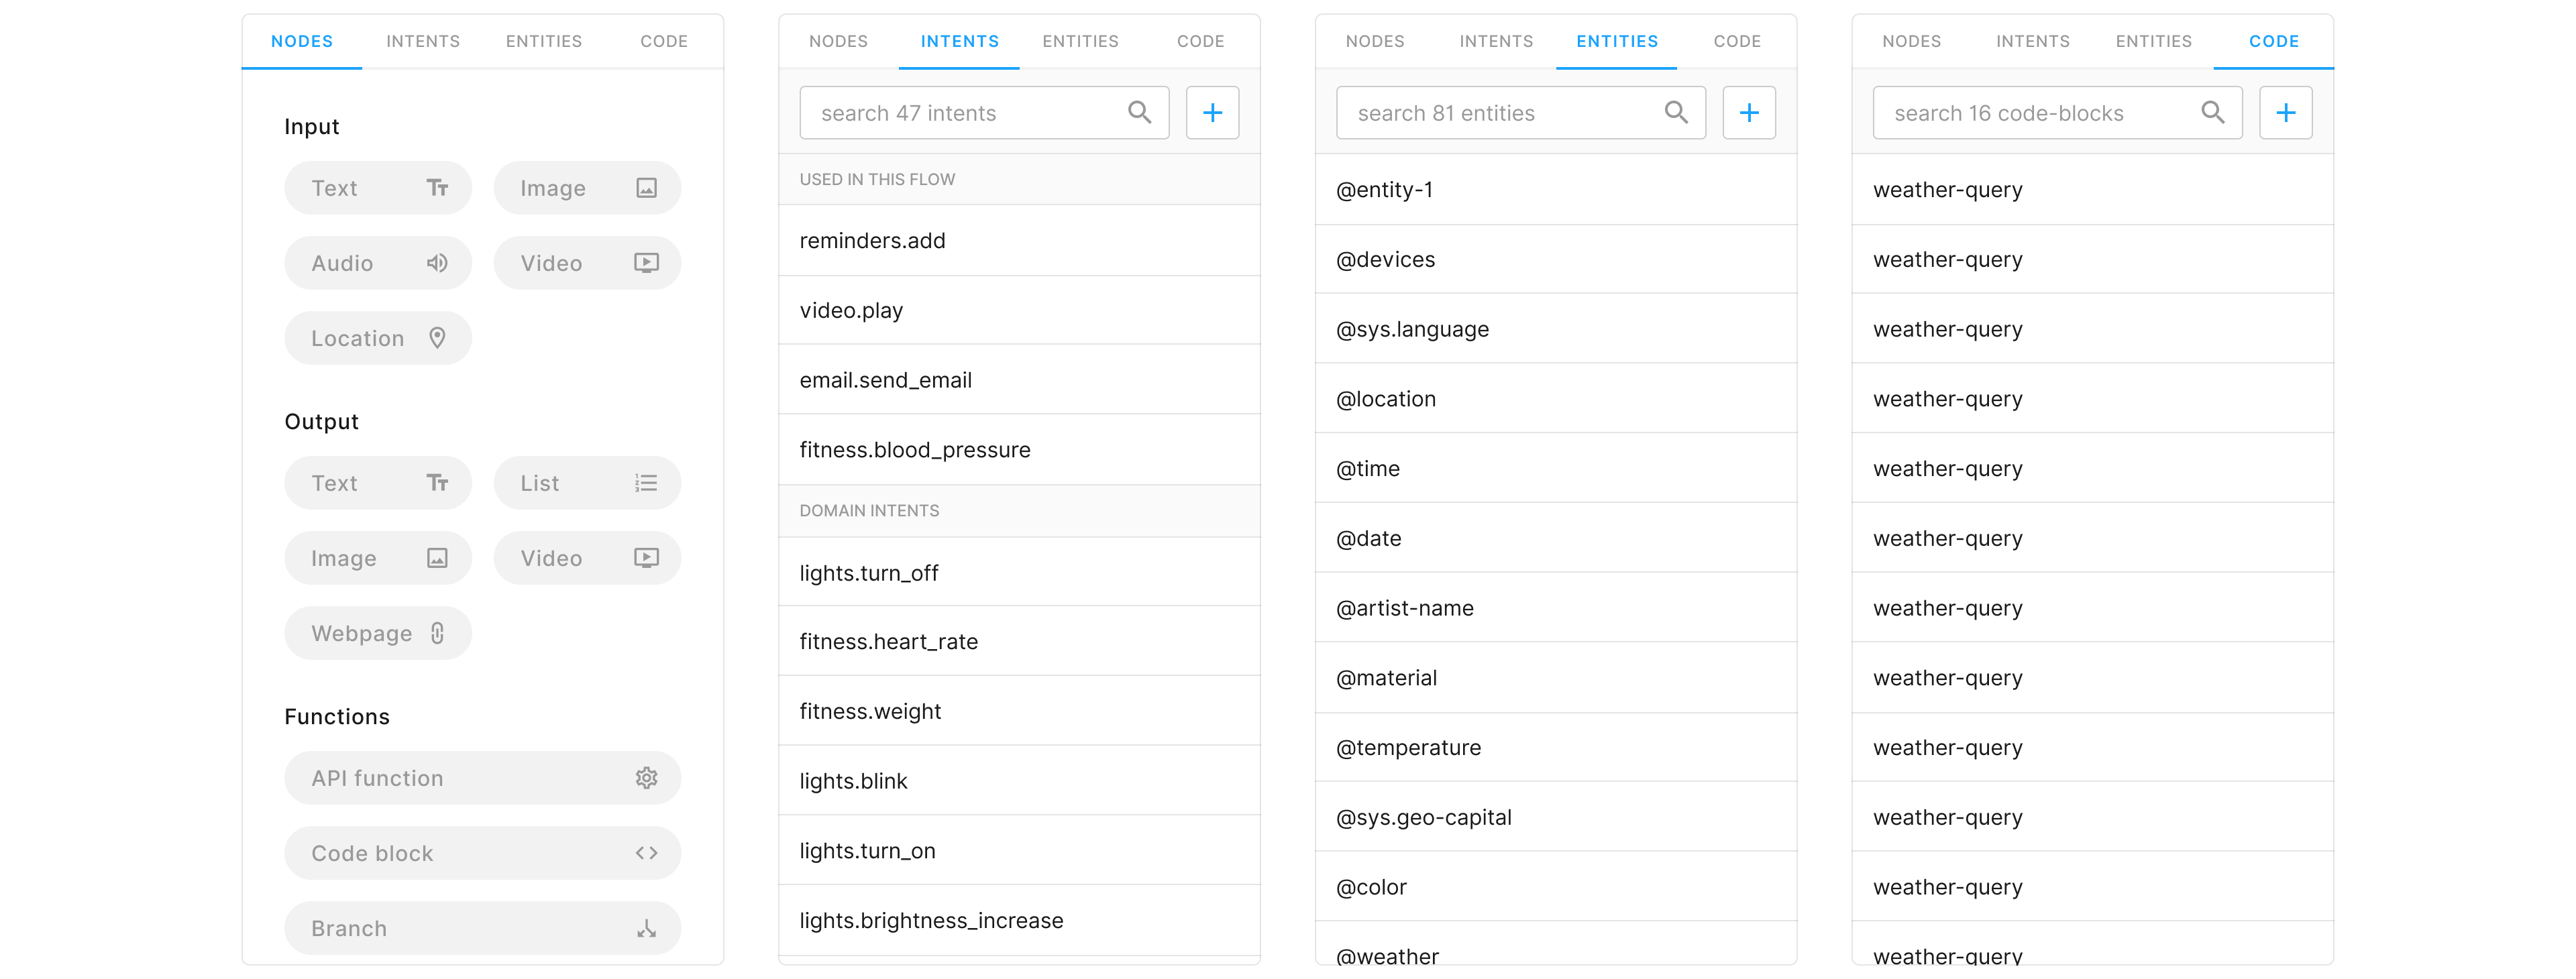 NODES INTENTS ENTITIES CODE
Input
Text Image
Audio Video
Location
Output
Text List
Image Video
Webpage
Functions
API function
Code block
Branch
NODES INTENTS ENTITIES CODE
search 47 intents
USED IN THIS FLOW
reminders.add
video.play
email.send_email
fitness.blood_pressure
DOMAIN INTENTS
lights.turn_off
fitness.heart_rate
fitness.weight
lights.blink
lights.turn_on
lights.brightness_increase
NODES INTENTS ENTITIES CODE
search 81 entities
@entity-1
@devices
@sys.language
@location
@time
@date
@artist-name
@material
@temperature
@sys.geo-capital
@color
@weather
NODES INTENTS ENTITIES CODE
search 16 code-blocks
weather-query
weather-query
weather-query
weather-query
weather-query
weather-query
weather-query
weather-query
weather-query
weather-query
weather-query
weather-query